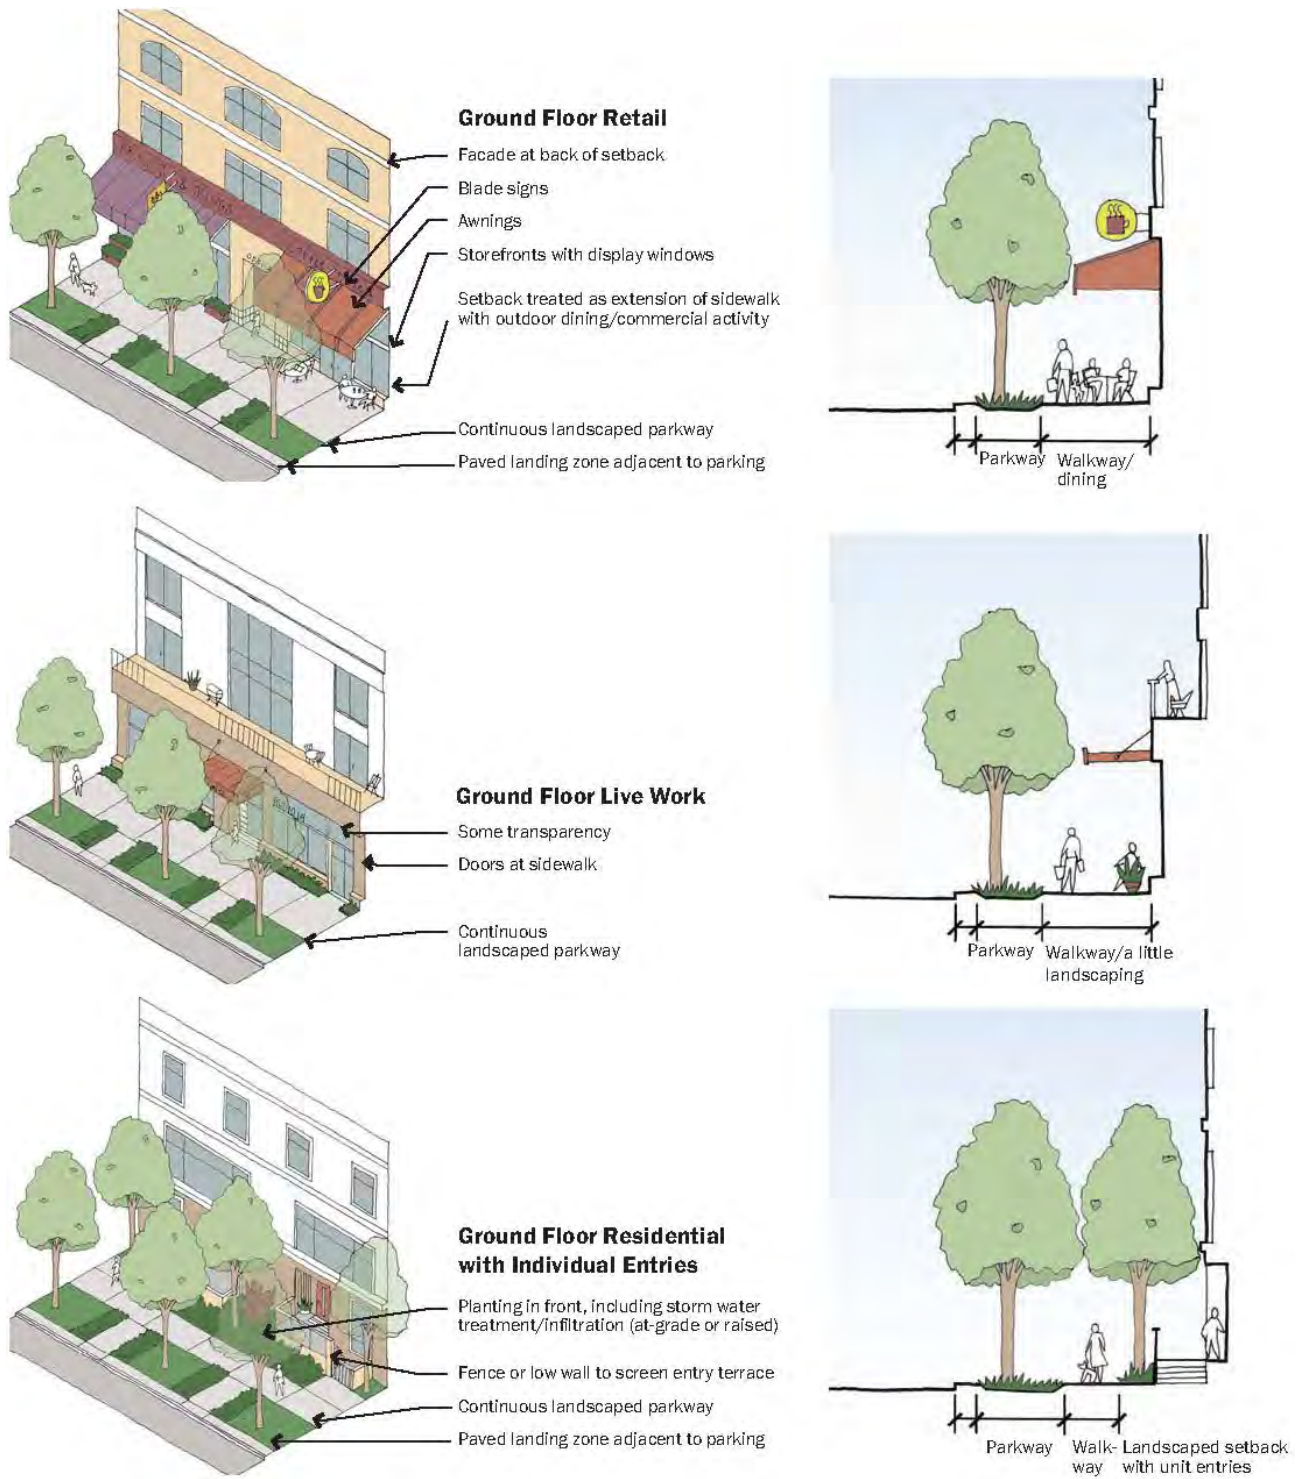 Ground Floor Retail
Facade at back of setback
Blade signs
Awnings
Storefronts with display windows
Setback treated as extension of sidewalk
with outdoor dining/commercial activity
Continuous landscaped parkway
Paved landing zone adjacent to parking
Parkway
Walkway/
dining
Ground Floor Live Work
Some transparency
Doors at sidewalk
Continuous
landscaped parkway
Parkway
Walkway/a little
landscaping
Ground Floor Residential
with Individual Entries
Planting in front, including storm water
treatment/infiltration (at-grade or raised)
Fence or low wall to screen entry terrace
Continuous landscaped parkway
Paved landing zone adjacent to parking
Parkway
Walk-
way
Landscaped setback
with unit entries